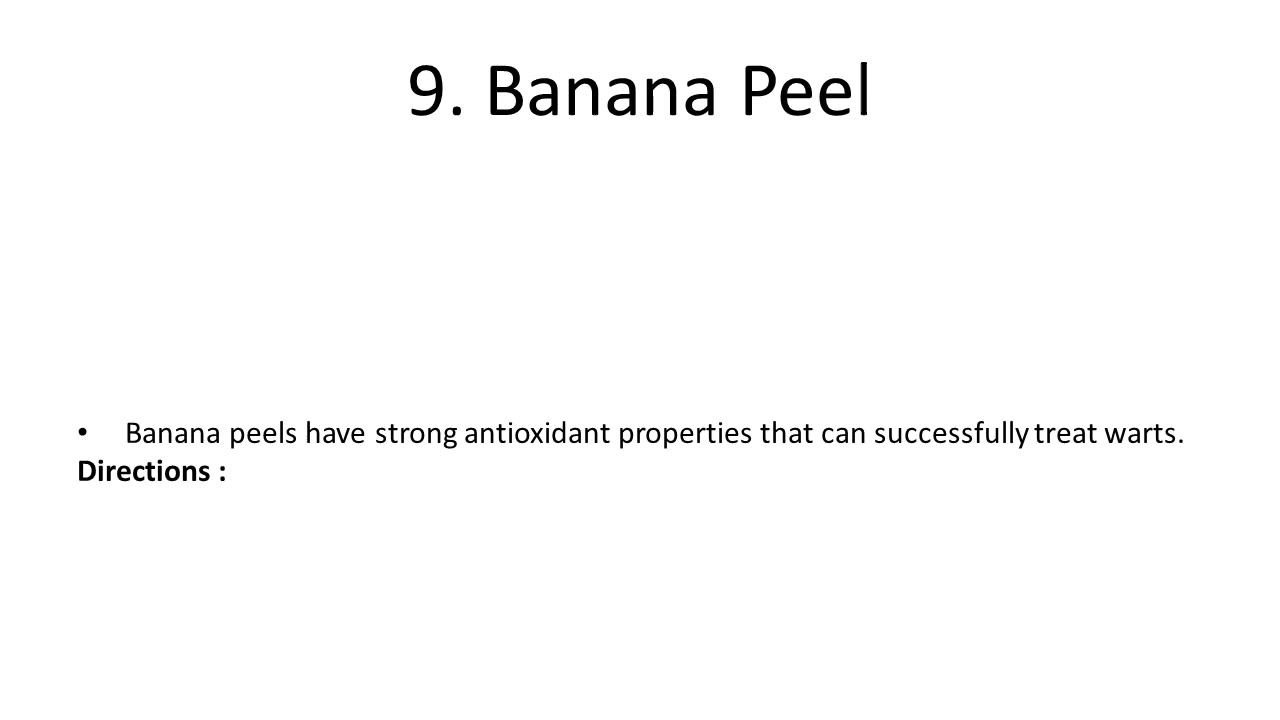 9. Banana Peel
• Banana peels have strong antioxidant properties that can successfully treat warts.
Directions :